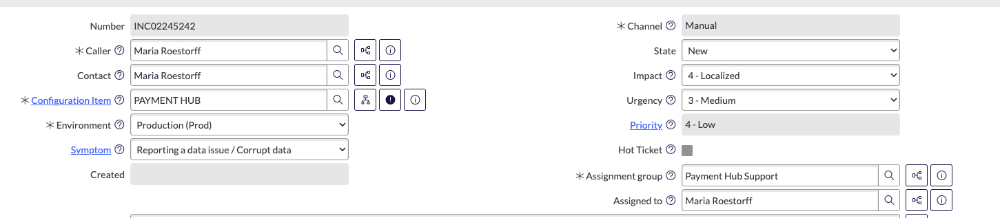 Number INC02245242
Caller Maria Roestorff
Contact Maria Roestorff
Configuration Item PAYMENT HUB
Environment Production (Prod)
Symptom Reporting a data issue / Corrupt data
Created
Channel Manual
State New
Impact 4 - Localized
Urgency 3 - Medium
Priority 4 - Low
Hot Ticket
Assignment group Payment Hub Support
Assigned to Maria Roestorff